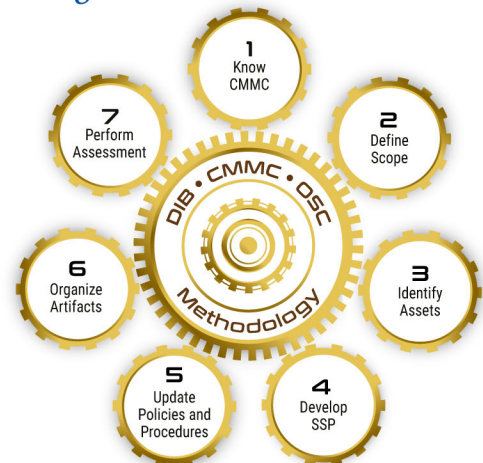 1
Know
CMMC
2
Define
Scope
3
Identify
Assets
4
Develop
SSP
5
Update
Policies and
Procedures
6
Organize
Artifacts
7
Perform
Assessment
DIB • CMMC • OSC
Methodology